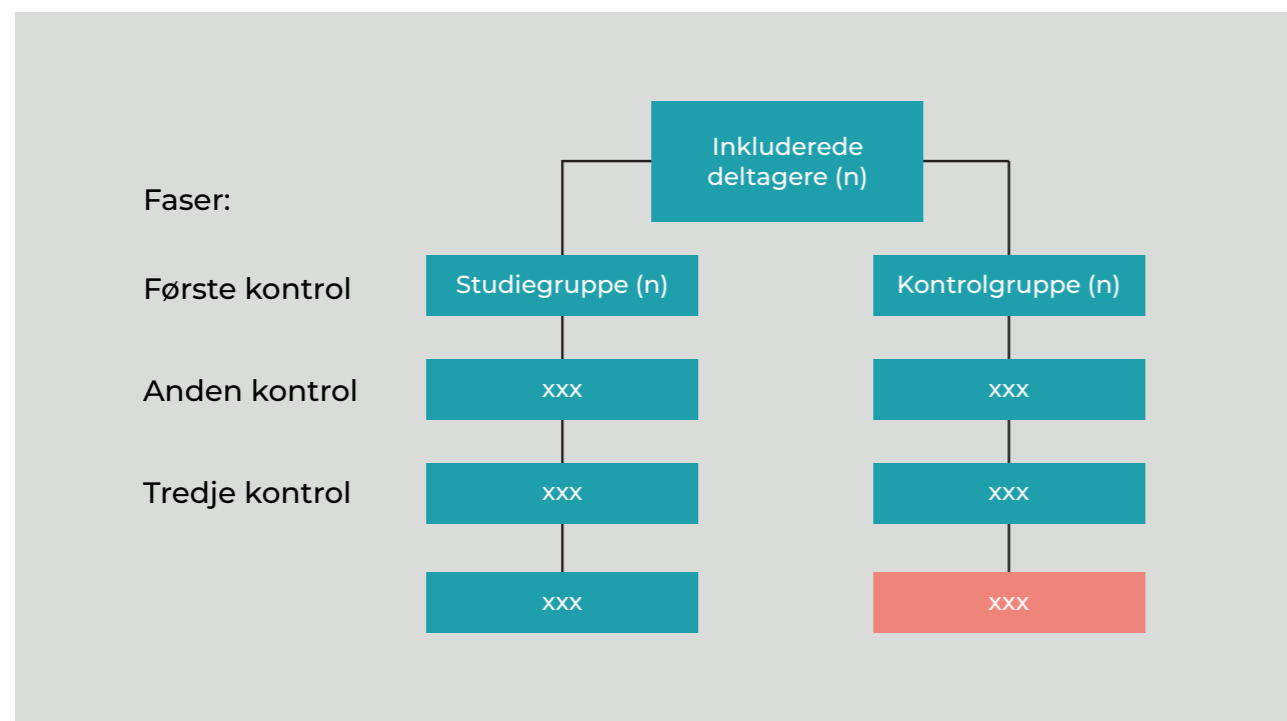 Inkluderede
deltagere (n)
Faser:
Første kontrol
Studiegruppe (n)
Kontrolgruppe (n)
Anden kontrol
xxx
xxx
Tredje kontrol
xxx
xxx
xxx
xxx